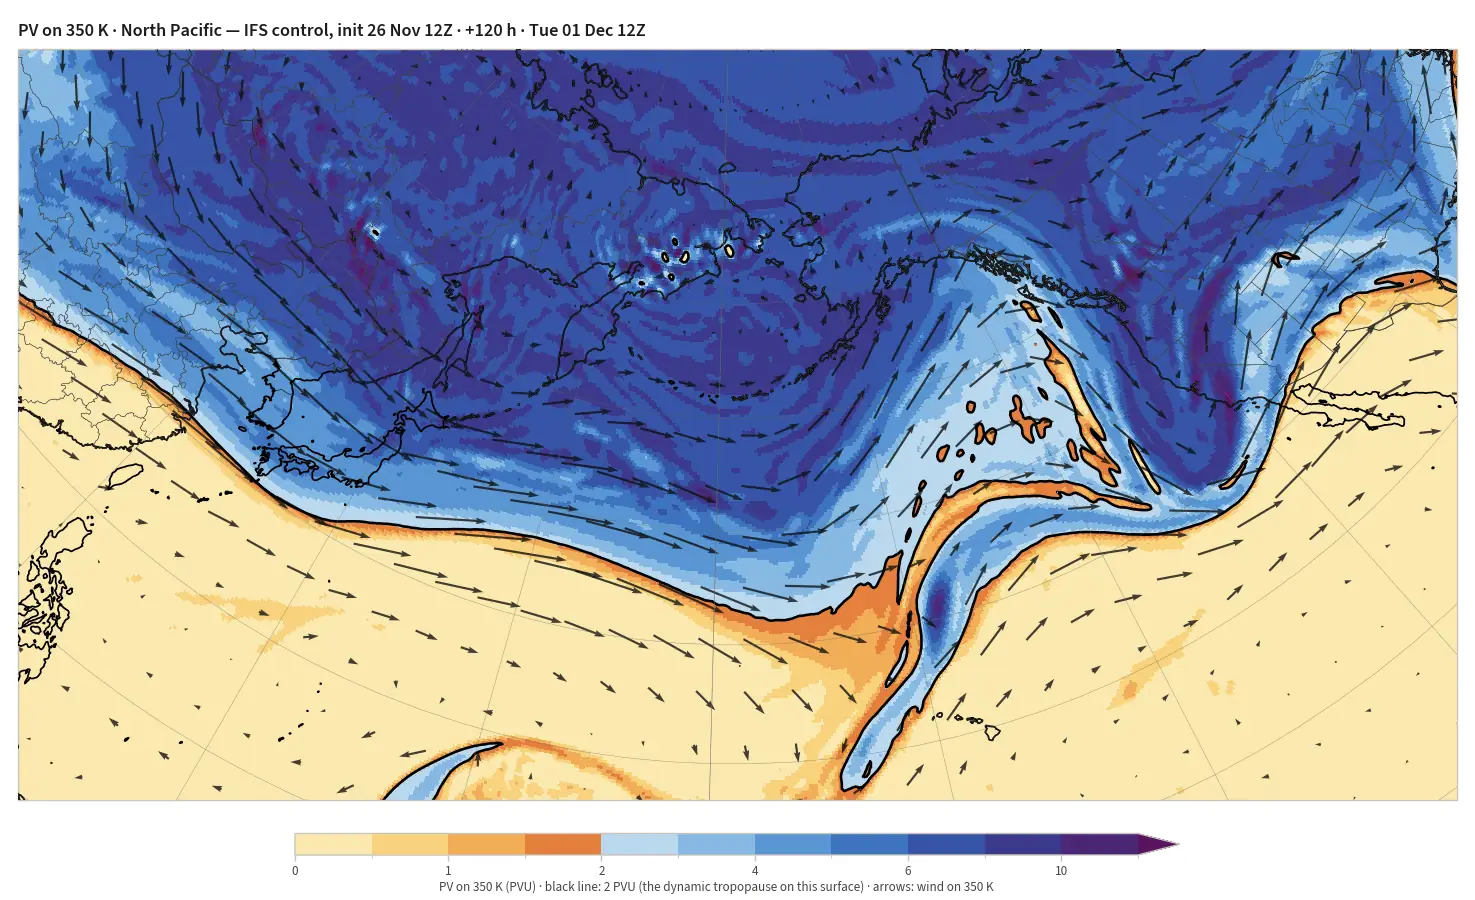 PV on 350 K · North Pacific — IFS control, init 26 Nov 12Z · +120 h · Tue 01 Dec 12Z
0 1 2 4 6 10
PV on 350 K (PVU) · black line: 2 PVU (the dynamic tropopause on this surface) · arrows: wind on 350 K